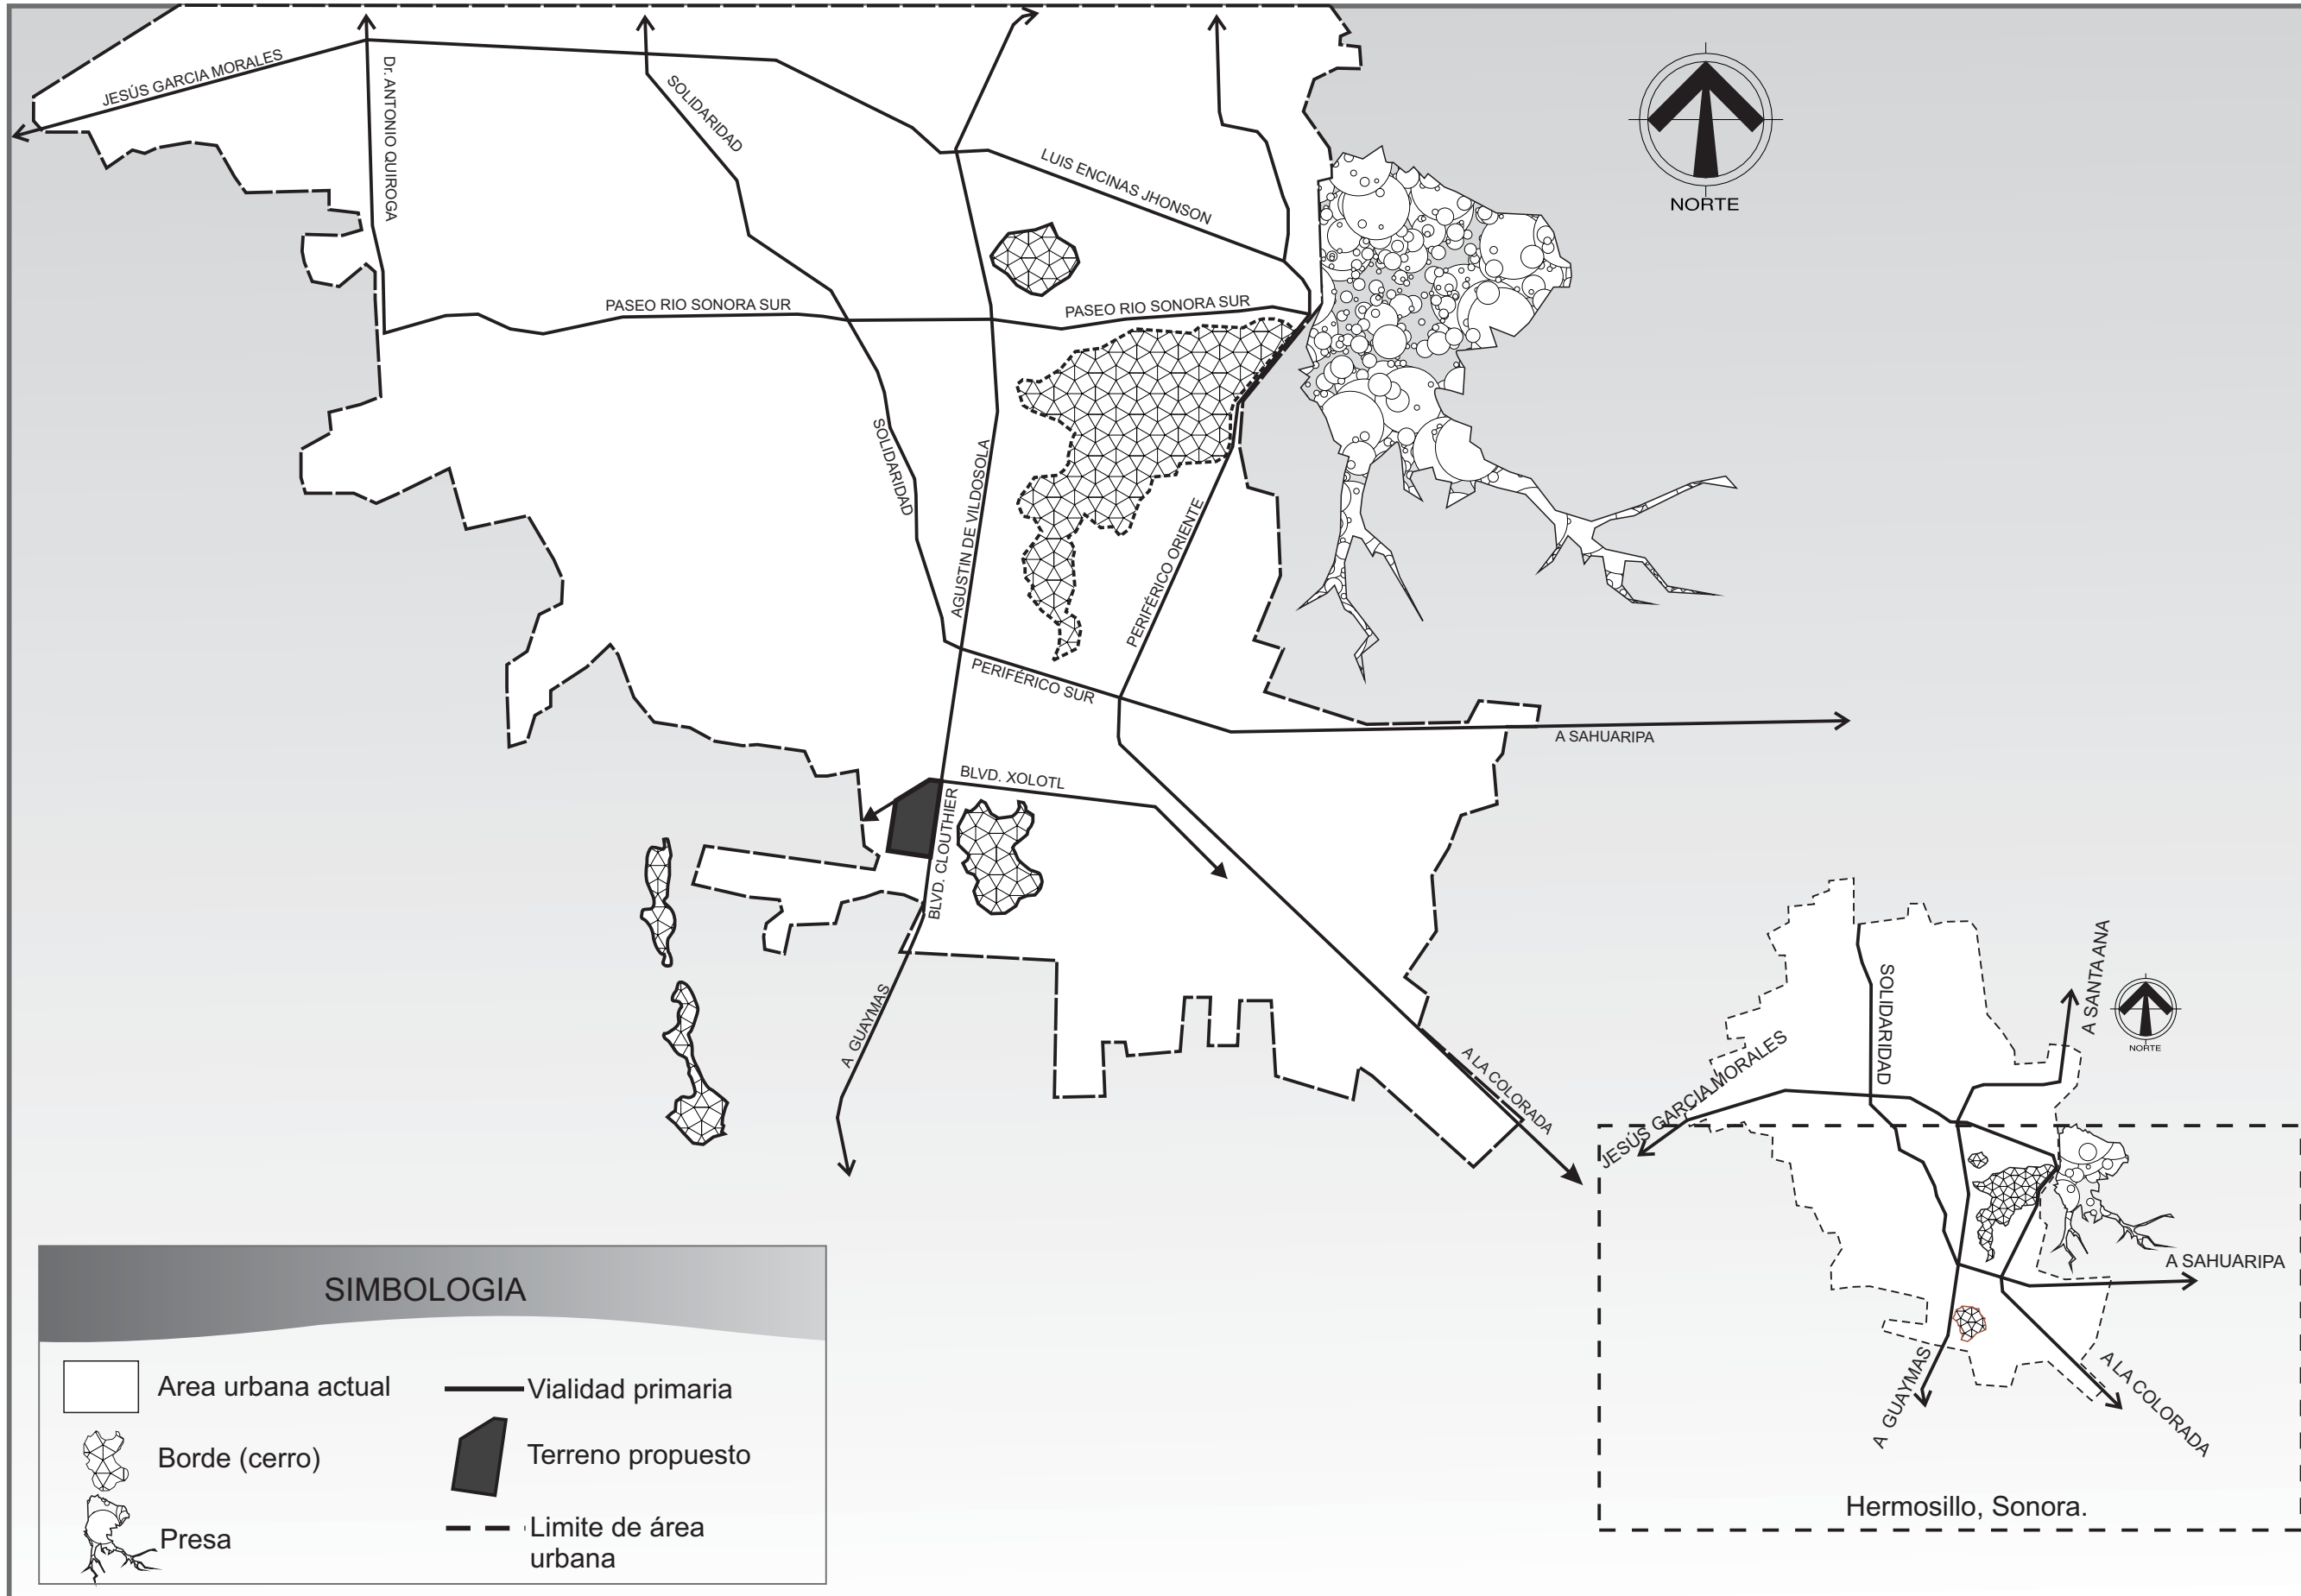 JESÚS GARCIA MORALES
Dr. ANTONIO QUIROGA
SOLIDARIDAD
LUIS ENCINAS JHONSON
NORTE
PASEO RIO SONORA SUR
PASEO RIO SONORA SUR
SOLIDARIDAD
AGUSTIN DE VILDOSOLA
PERIFÉRICO ORIENTE
PERIFÉRICO SUR
A SAHUARIPA
BLVD. XOLOTL
BLVD. CLOUTHIER
A GUAYMAS
A LA COLORADA
SIMBOLOGIA
Area urbana actual
Vialidad primaria
Borde (cerro)
Terreno propuesto
Presa
Limite de área
urbana
SOLIDARIDAD
A SANTA ANA
NORTE
JESÚS GARCIA MORALES
A SAHUARIPA
A GUAYMAS
A LA COLORADA
Hermosillo, Sonora.